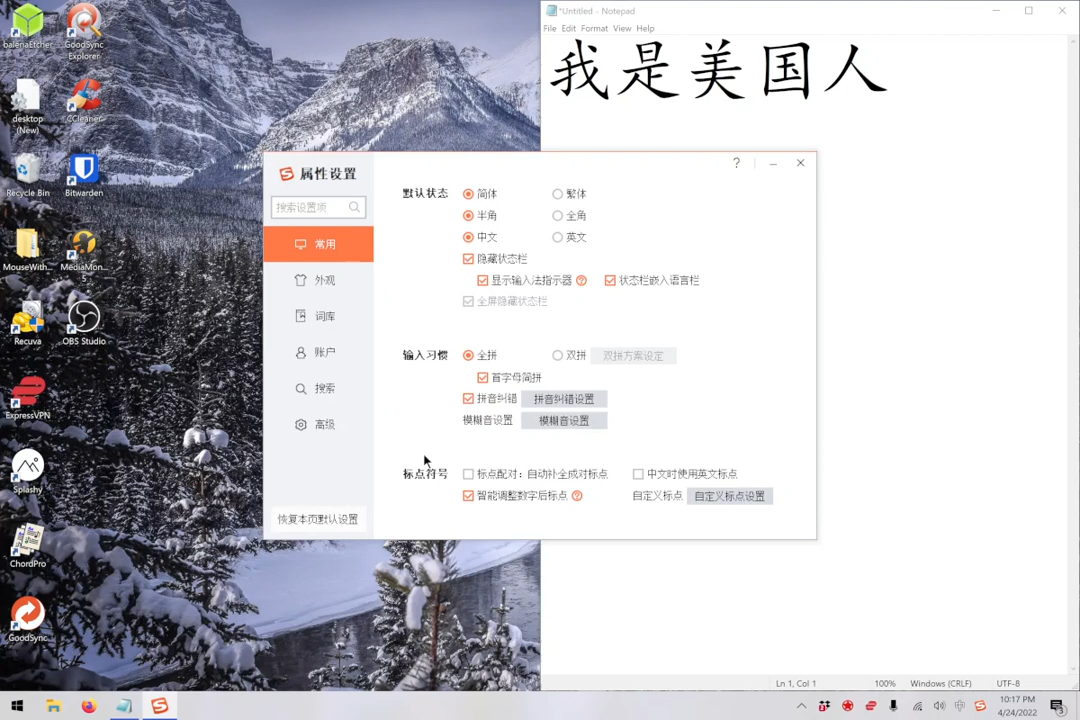 balenaEtcher
GoodSync Explorer
desktop (New)
CCleaner
Recycle Bin
Bitwarden
MouseWith...
MediaMon...
Recuva
OBS Studio
ExpressVPN
Splashy
ChordPro
GoodSync
*Untitled - Notepad
File Edit Format View Help
我是美国人
属性设置
搜索设置项
常用
外观
词库
账户
搜索
高级
恢复本页默认设置
?
默认状态 简体 繁体
半角 全角
中文 英文
隐藏状态栏
显示输入法指示器 ? 状态栏嵌入语言栏
全屏隐藏状态栏
输入习惯 全拼 双拼 双拼方案设定
首字母简拼
拼音纠错 拼音纠错设置
模糊音设置 模糊音设置
标点符号 标点配对：自动补全成对标点 中文时使用英文标点
智能调整数字后标点 ? 自定义标点 自定义标点设置
Ln 1, Col 1 100% Windows (CRLF) UTF-8
10:17 PM
4/24/2022
3